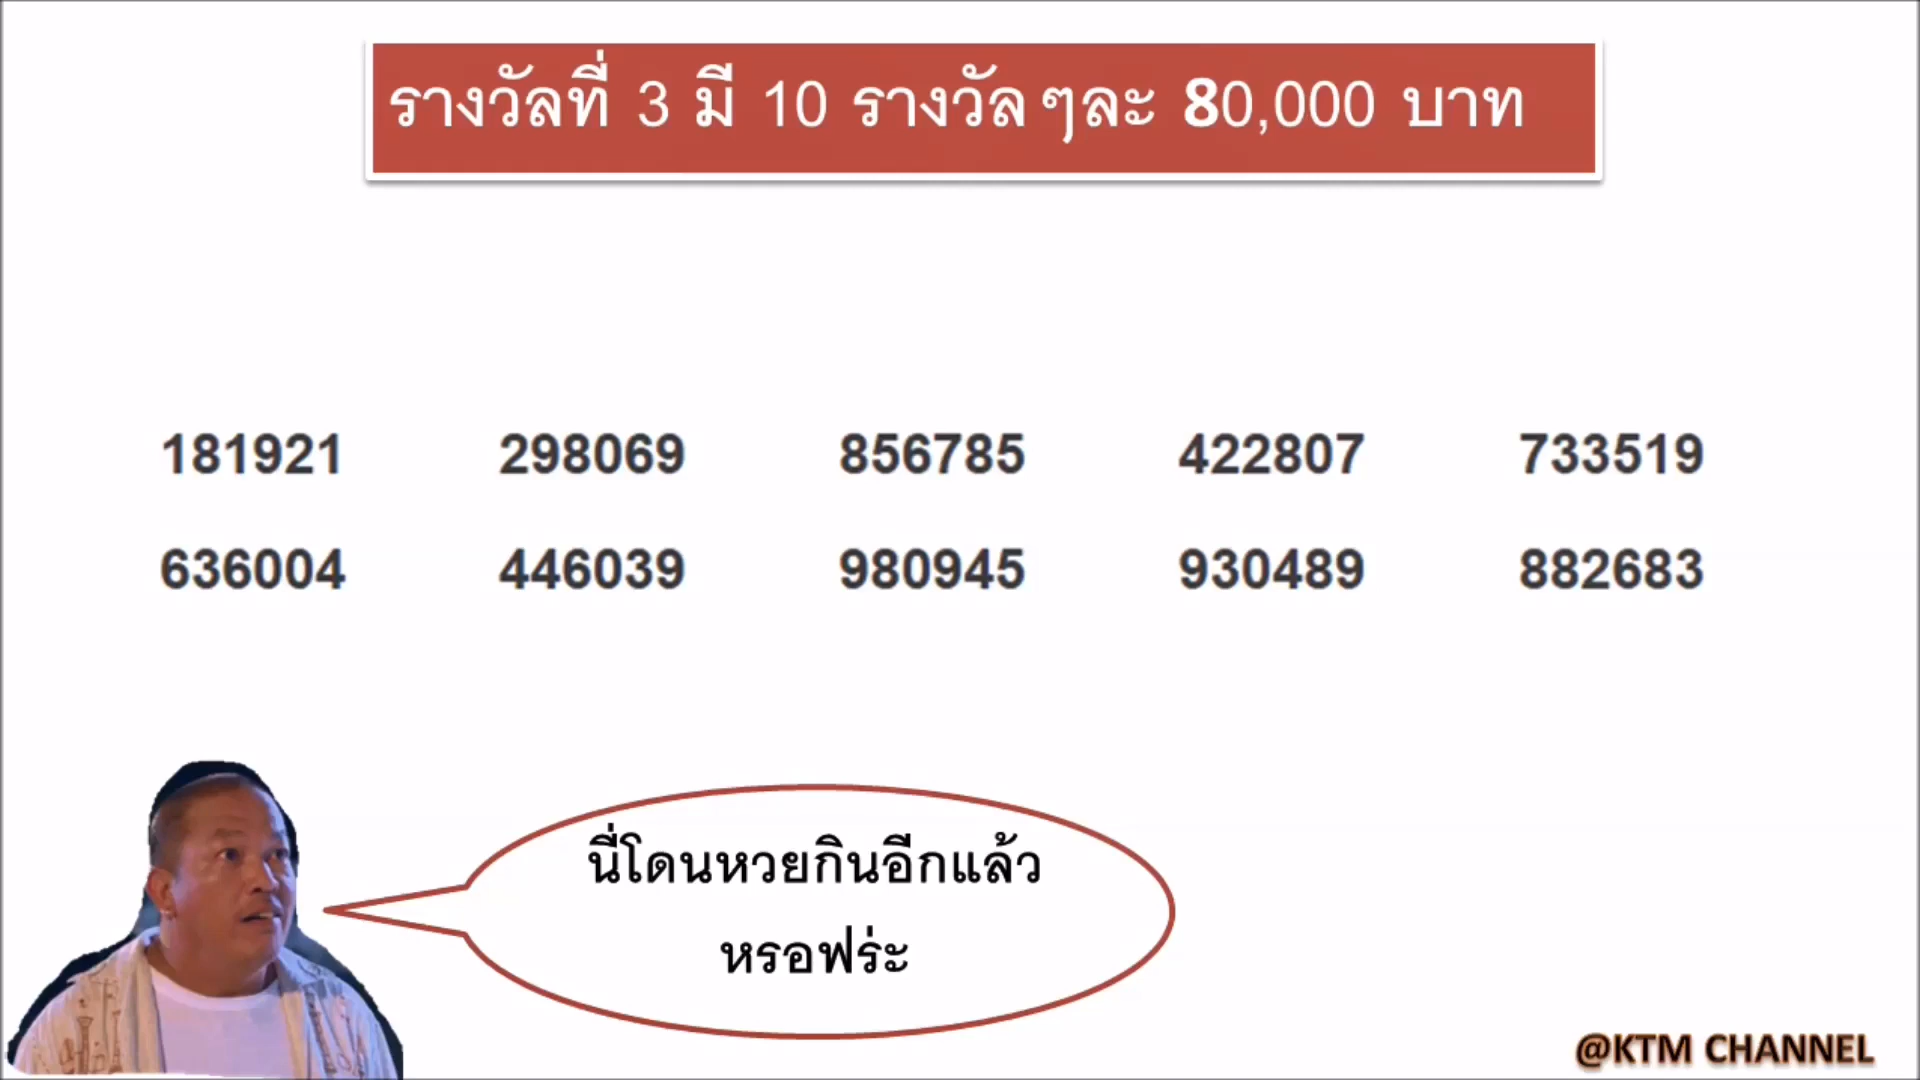 รางวัลที่ 3 มี 10 รางวัลๆละ 80,000 บาท
181921 298069 856785 422807 733519
636004 446039 980945 930489 882683
นี่โดนหวยกินอีกแล้ว
หรอฟร่ะ
@KTM CHANNEL